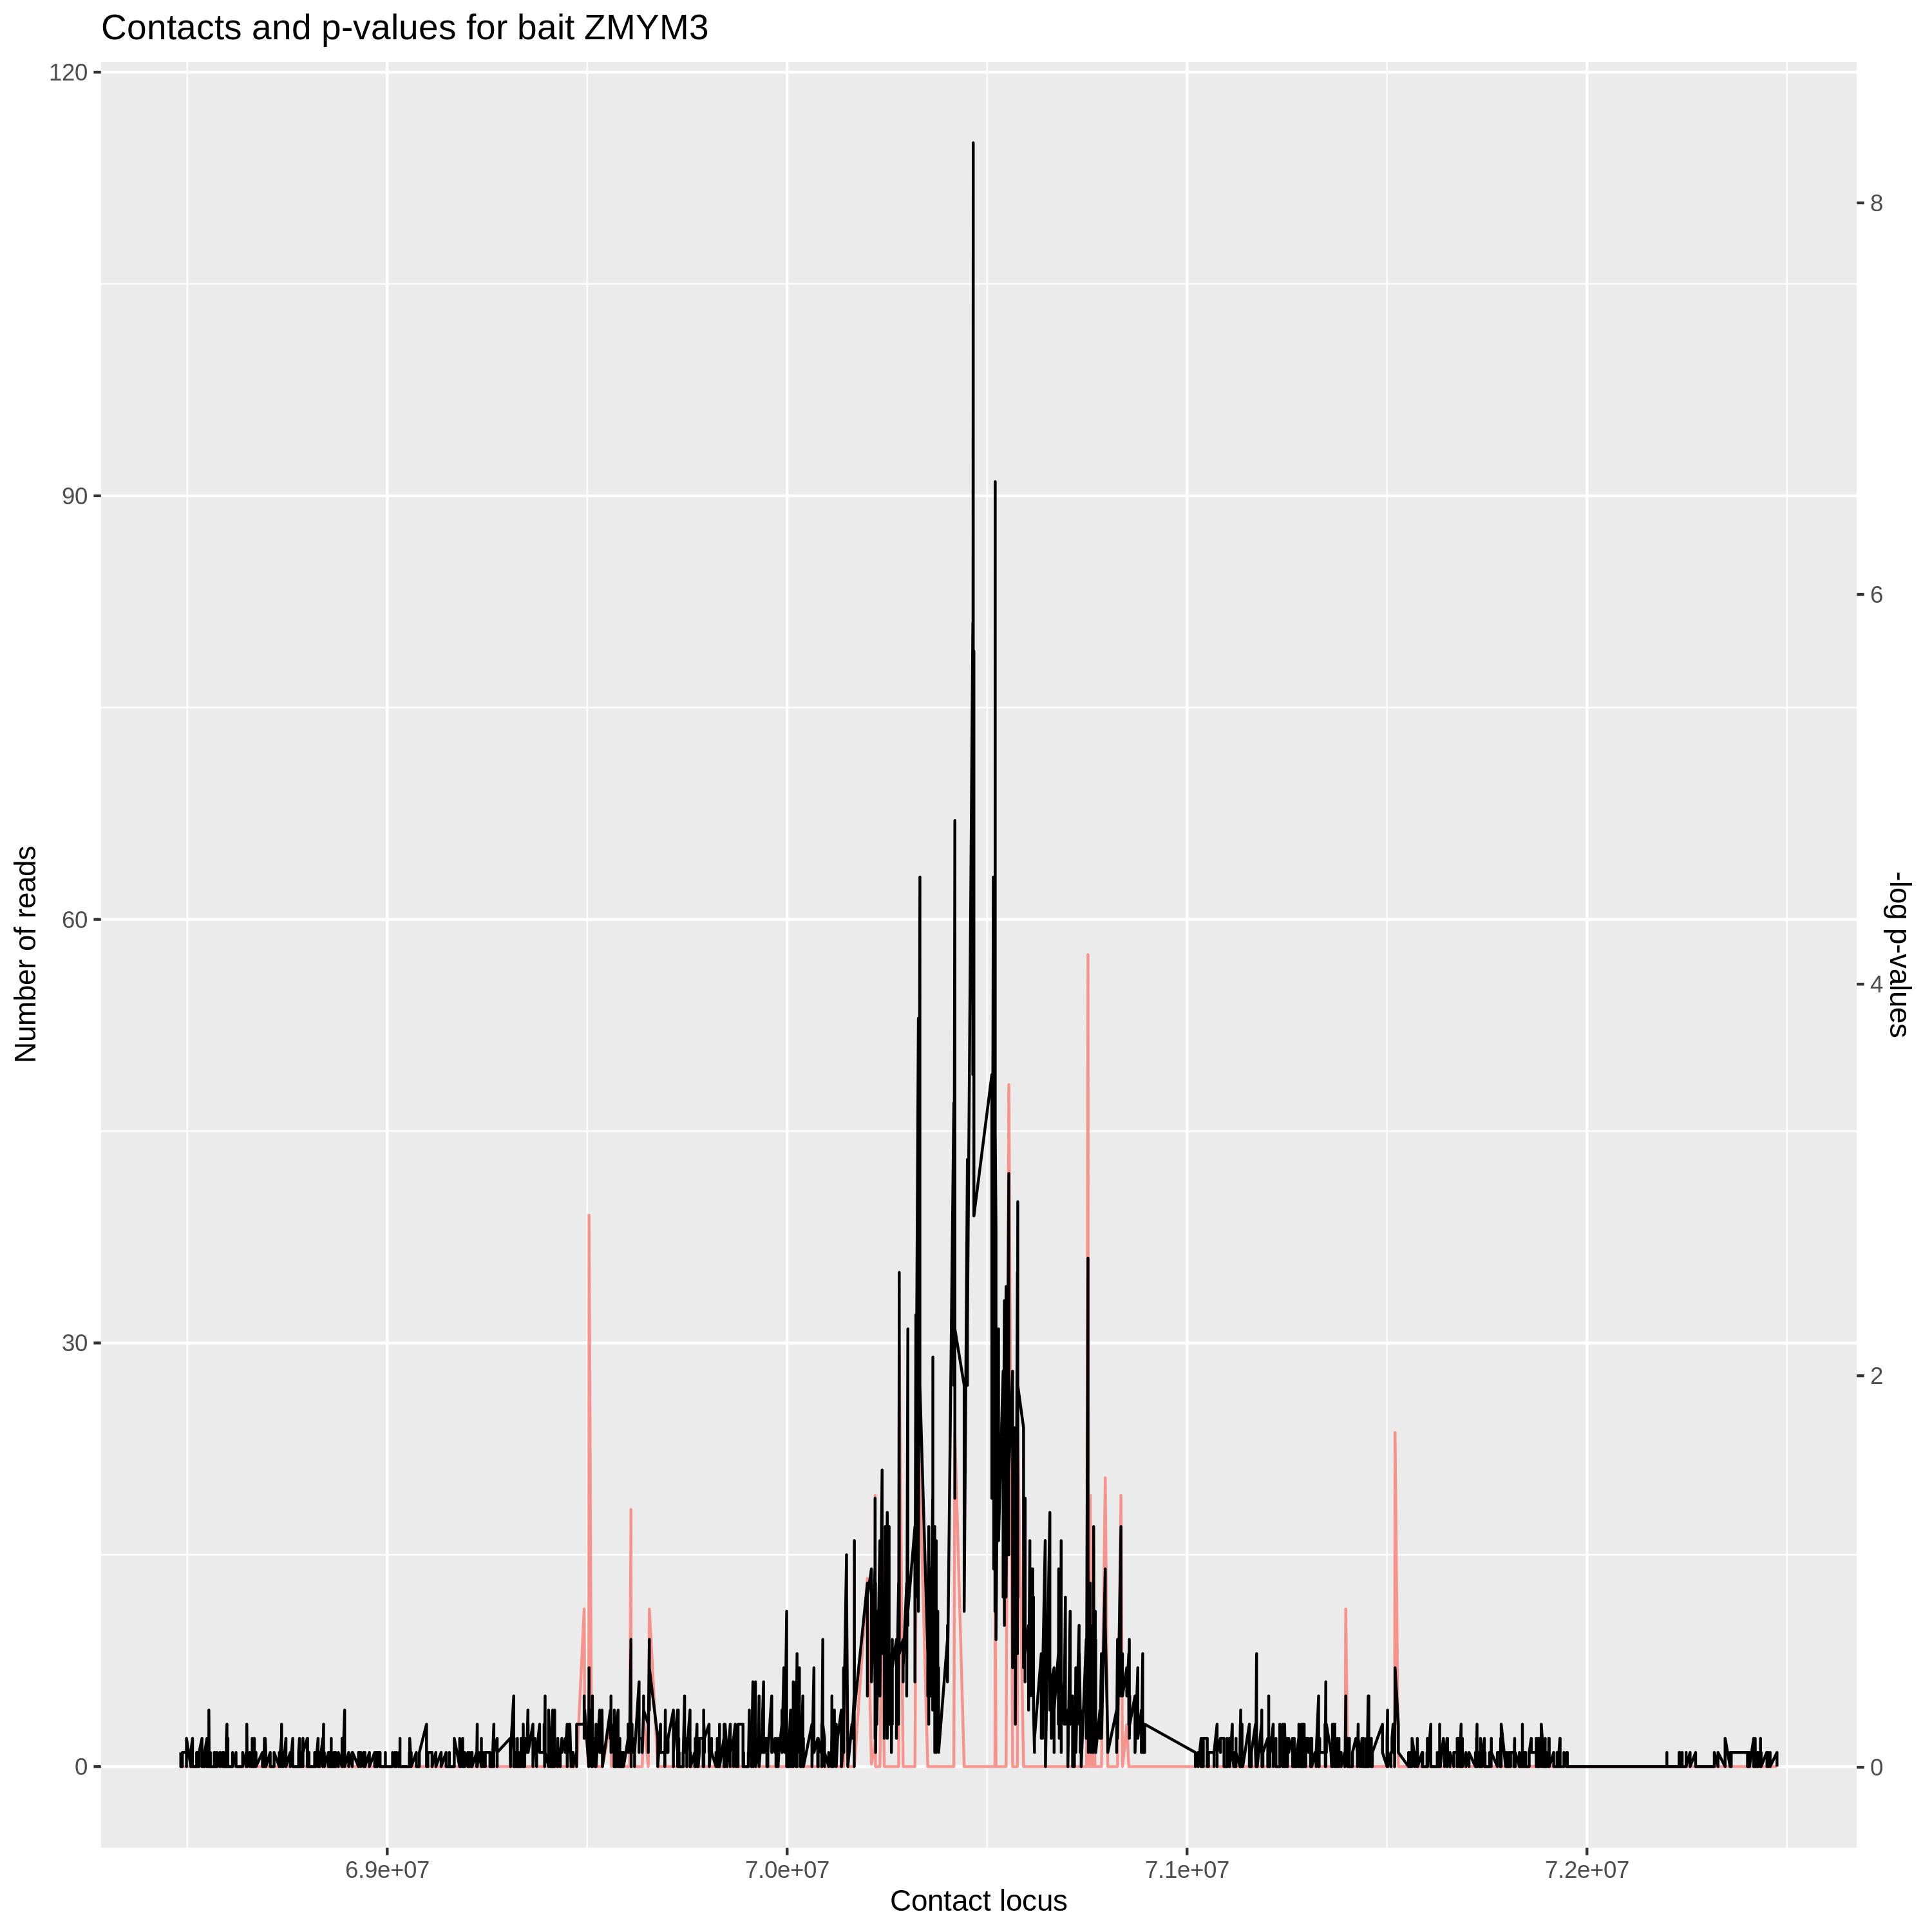 Contacts and p-values for bait ZMYM3
120
90
60
30
0
Number of reads
8
6
4
2
0
-log p-values
6.9e+07
7.0e+07
7.1e+07
7.2e+07
Contact locus